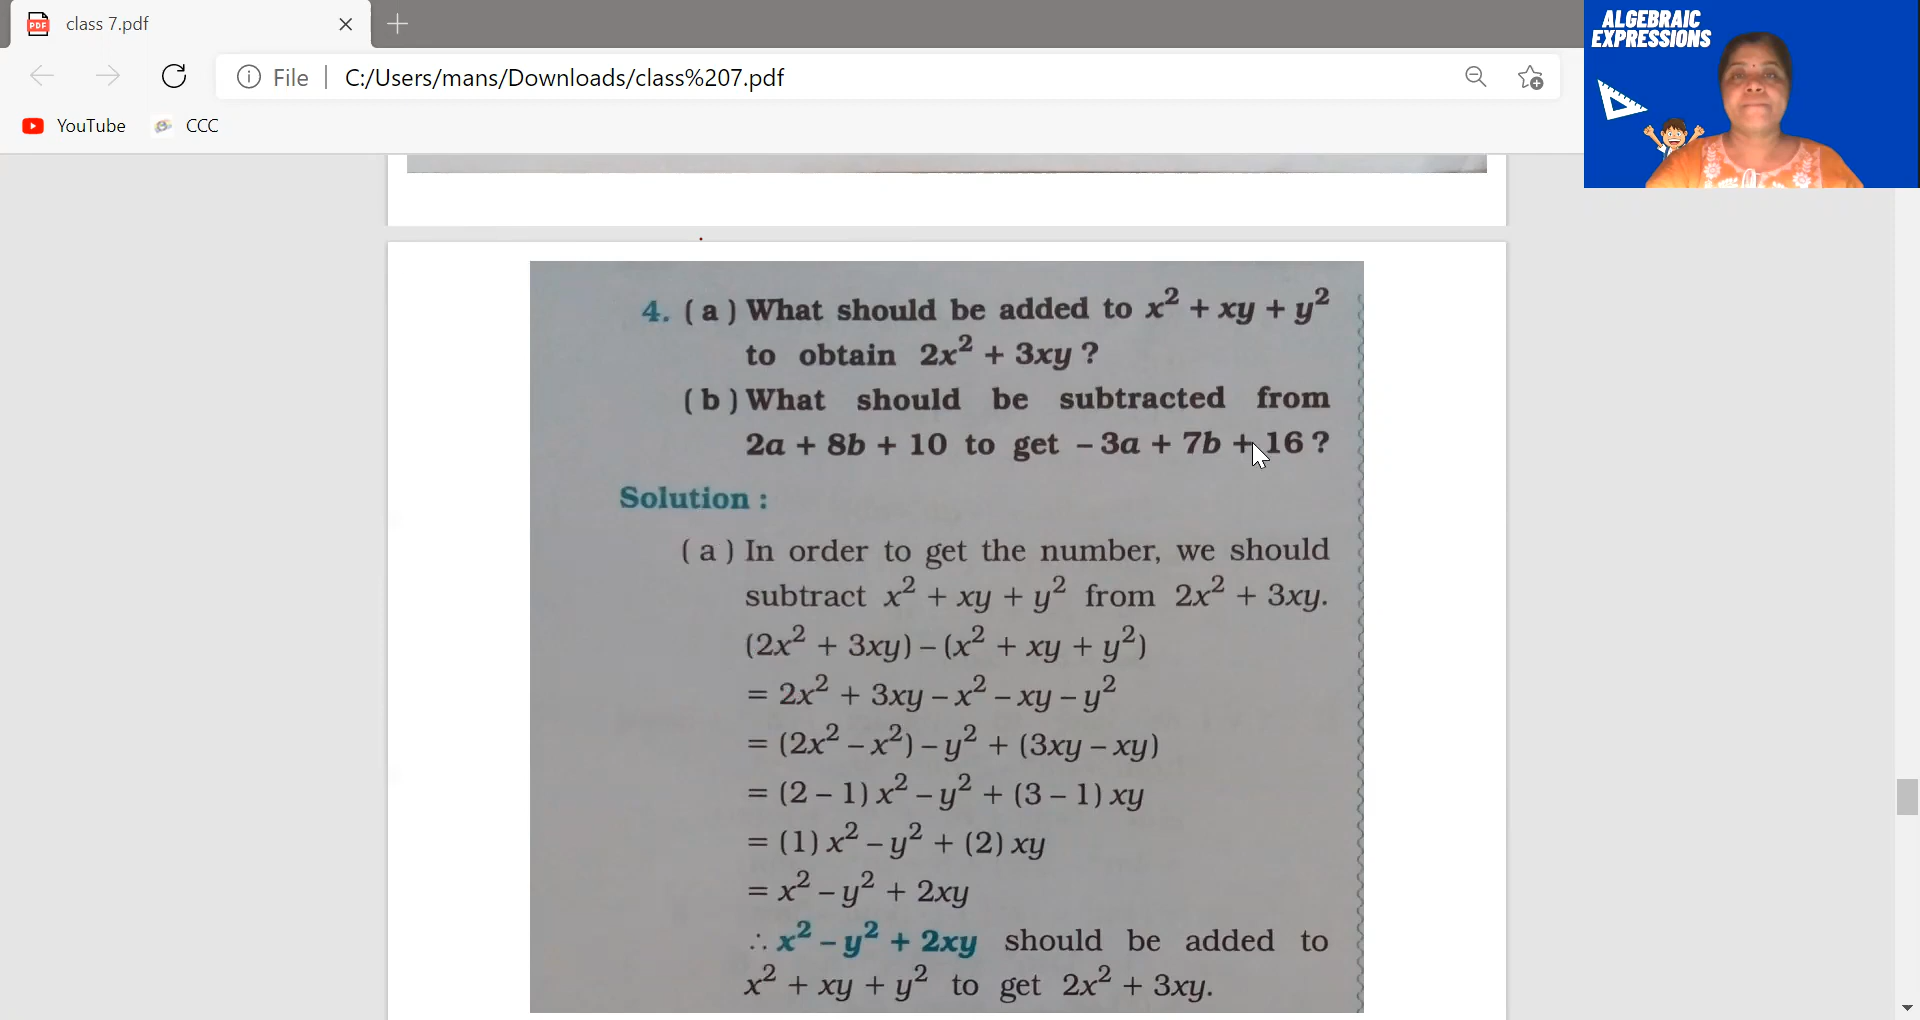 class 7.pdf
File | C:/Users/mans/Downloads/class%207.pdf
YouTube CCC
ALGEBRAIC
EXPRESSIONS
4. ( a ) What should be added to x² + xy + y²
to obtain 2x² + 3xy ?
( b ) What should be subtracted from
2a + 8b + 10 to get – 3a + 7b + 16 ?
Solution :
( a ) In order to get the number, we should
subtract x² + xy + y² from 2x² + 3xy.
(2x² + 3xy) – (x² + xy + y²)
= 2x² + 3xy – x² – xy – y²
= (2x² – x²) – y² + (3xy – xy)
= (2 – 1) x² – y² + (3 – 1) xy
= (1) x² – y² + (2) xy
= x² – y² + 2xy
∴ x² – y² + 2xy should be added to
x² + xy + y² to get 2x² + 3xy.